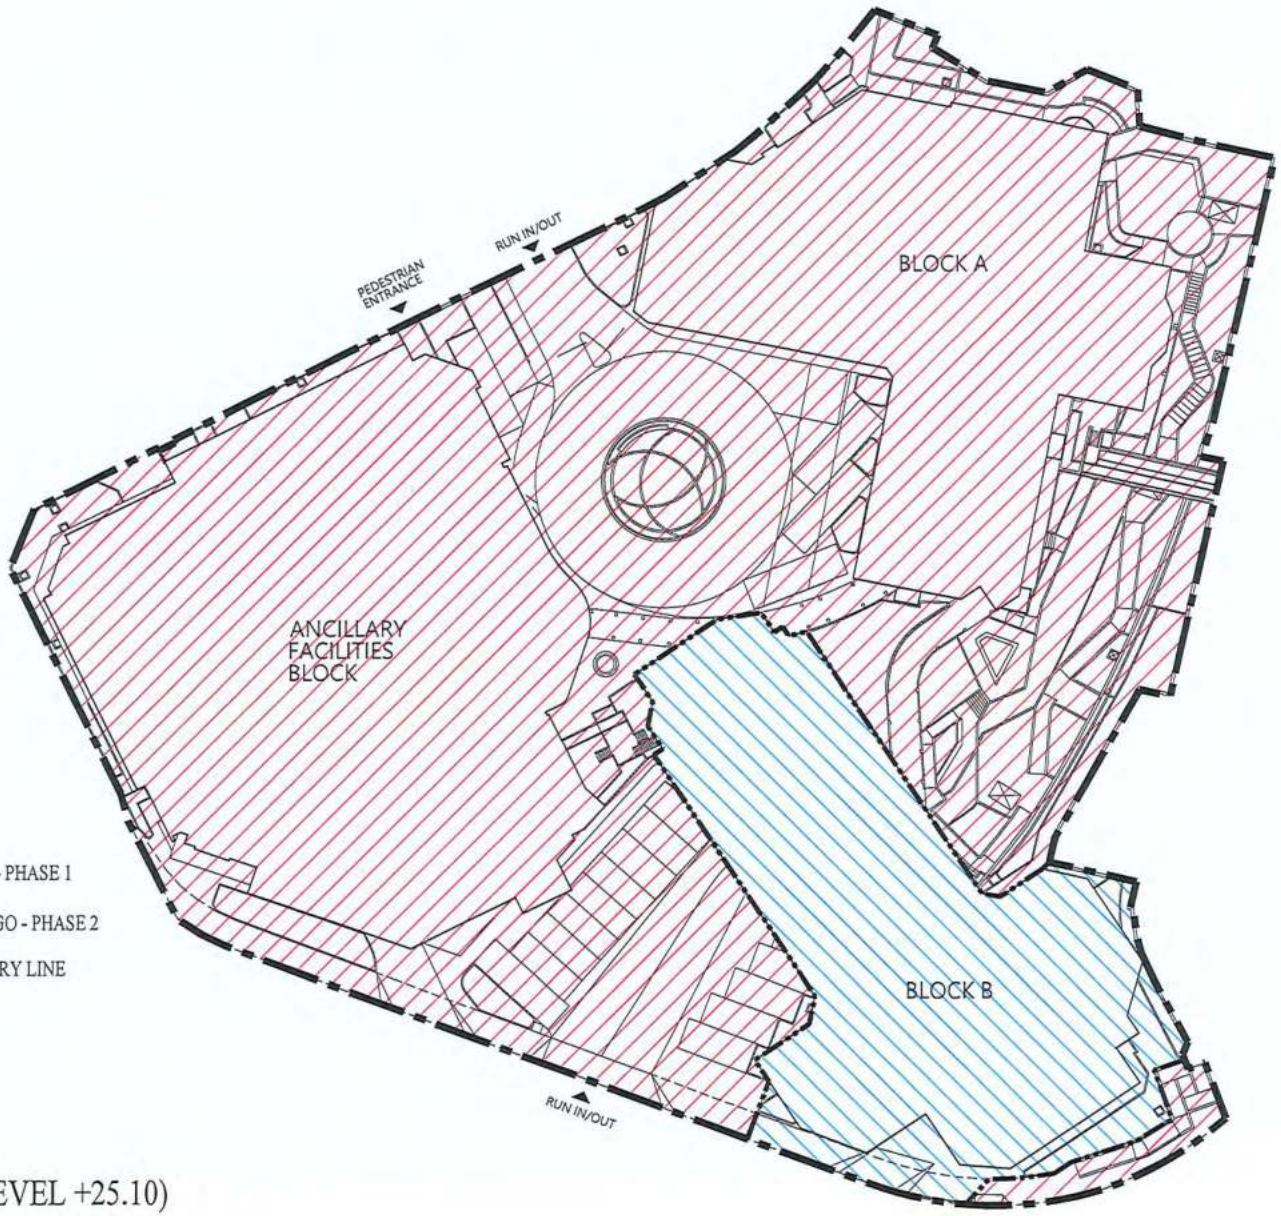 RUN IN/OUT
PEDESTRIAN
ENTRANCE
BLOCK A
ANCILLARY
FACILITIES
BLOCK
- PHASE 1
GO - PHASE 2
RY LINE
BLOCK B
RUN IN/OUT
EVEL +25.10)